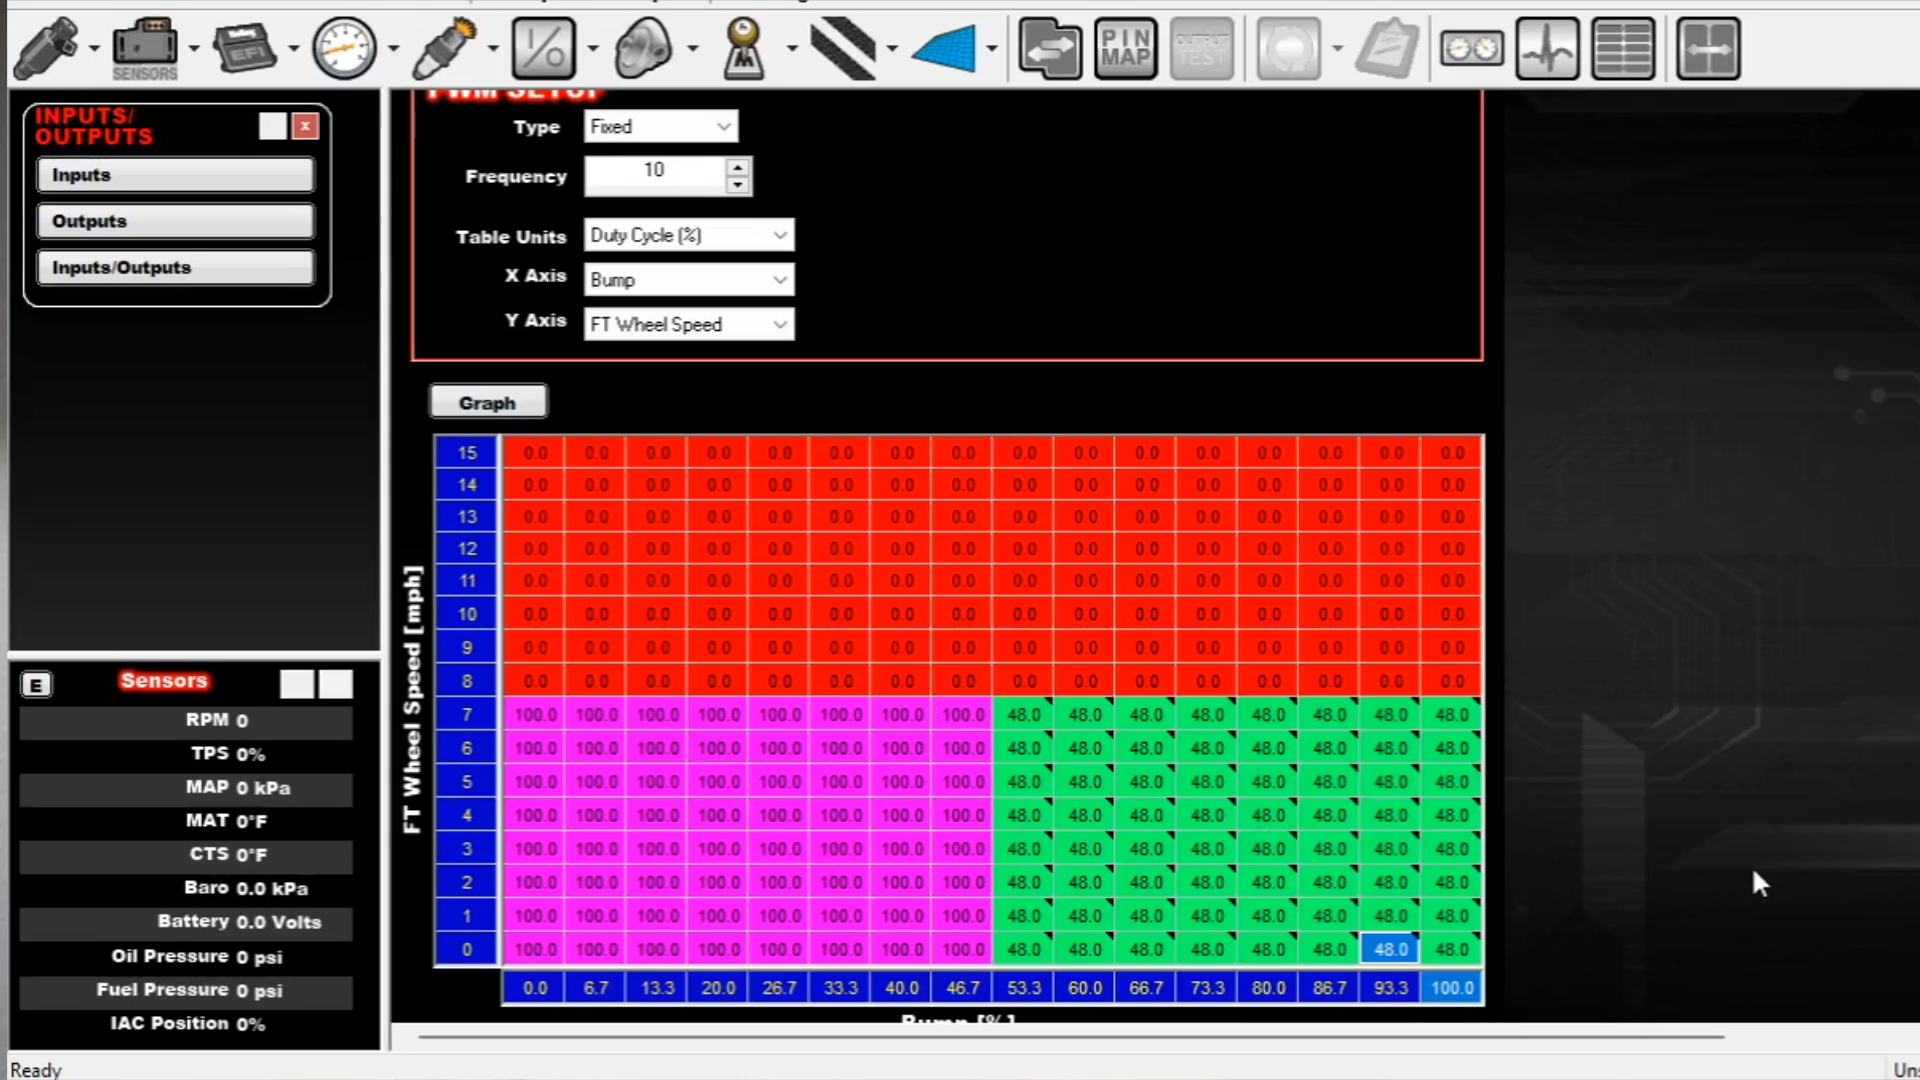 SENSORS
Holley
EFI
I/O
PIN
MAP
OUTPUT
TEST
INPUTS/
OUTPUTS
x
Inputs
Outputs
Inputs/Outputs
PWM SETUP
Type Fixed
Frequency 10
Table Units Duty Cycle (%)
X Axis Bump
Y Axis FT Wheel Speed
Graph
FT Wheel Speed [mph]
15 0.0 0.0 0.0 0.0 0.0 0.0 0.0 0.0 0.0 0.0 0.0 0.0 0.0 0.0 0.0 0.0
14 0.0 0.0 0.0 0.0 0.0 0.0 0.0 0.0 0.0 0.0 0.0 0.0 0.0 0.0 0.0 0.0
13 0.0 0.0 0.0 0.0 0.0 0.0 0.0 0.0 0.0 0.0 0.0 0.0 0.0 0.0 0.0 0.0
12 0.0 0.0 0.0 0.0 0.0 0.0 0.0 0.0 0.0 0.0 0.0 0.0 0.0 0.0 0.0 0.0
11 0.0 0.0 0.0 0.0 0.0 0.0 0.0 0.0 0.0 0.0 0.0 0.0 0.0 0.0 0.0 0.0
10 0.0 0.0 0.0 0.0 0.0 0.0 0.0 0.0 0.0 0.0 0.0 0.0 0.0 0.0 0.0 0.0
9 0.0 0.0 0.0 0.0 0.0 0.0 0.0 0.0 0.0 0.0 0.0 0.0 0.0 0.0 0.0 0.0
8 0.0 0.0 0.0 0.0 0.0 0.0 0.0 0.0 0.0 0.0 0.0 0.0 0.0 0.0 0.0 0.0
7 100.0 100.0 100.0 100.0 100.0 100.0 100.0 100.0 48.0 48.0 48.0 48.0 48.0 48.0 48.0 48.0
6 100.0 100.0 100.0 100.0 100.0 100.0 100.0 100.0 48.0 48.0 48.0 48.0 48.0 48.0 48.0 48.0
5 100.0 100.0 100.0 100.0 100.0 100.0 100.0 100.0 48.0 48.0 48.0 48.0 48.0 48.0 48.0 48.0
4 100.0 100.0 100.0 100.0 100.0 100.0 100.0 100.0 48.0 48.0 48.0 48.0 48.0 48.0 48.0 48.0
3 100.0 100.0 100.0 100.0 100.0 100.0 100.0 100.0 48.0 48.0 48.0 48.0 48.0 48.0 48.0 48.0
2 100.0 100.0 100.0 100.0 100.0 100.0 100.0 100.0 48.0 48.0 48.0 48.0 48.0 48.0 48.0 48.0
1 100.0 100.0 100.0 100.0 100.0 100.0 100.0 100.0 48.0 48.0 48.0 48.0 48.0 48.0 48.0 48.0
0 100.0 100.0 100.0 100.0 100.0 100.0 100.0 100.0 48.0 48.0 48.0 48.0 48.0 48.0 48.0 48.0
0.0 6.7 13.3 20.0 26.7 33.3 40.0 46.7 53.3 60.0 66.7 73.3 80.0 86.7 93.3 100.0
Bump [%]
E Sensors
RPM 0
TPS 0%
MAP 0 kPa
MAT 0°F
CTS 0°F
Baro 0.0 kPa
Battery 0.0 Volts
Oil Pressure 0 psi
Fuel Pressure 0 psi
IAC Position 0%
Ready